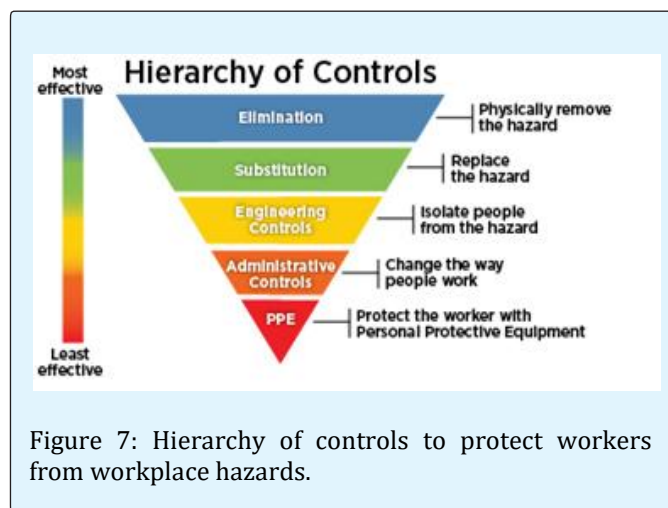 Hierarchy of Controls
Most
effective
Elimination
Physically remove
the hazard
Substitution
Replace
the hazard
Engineering
Controls
Isolate people
from the hazard
Administrative
Controls
Change the way
people work
PPE
Protect the worker with
Personal Protective Equipment
Least
effective
Figure 7: Hierarchy of controls to protect workers
from workplace hazards.